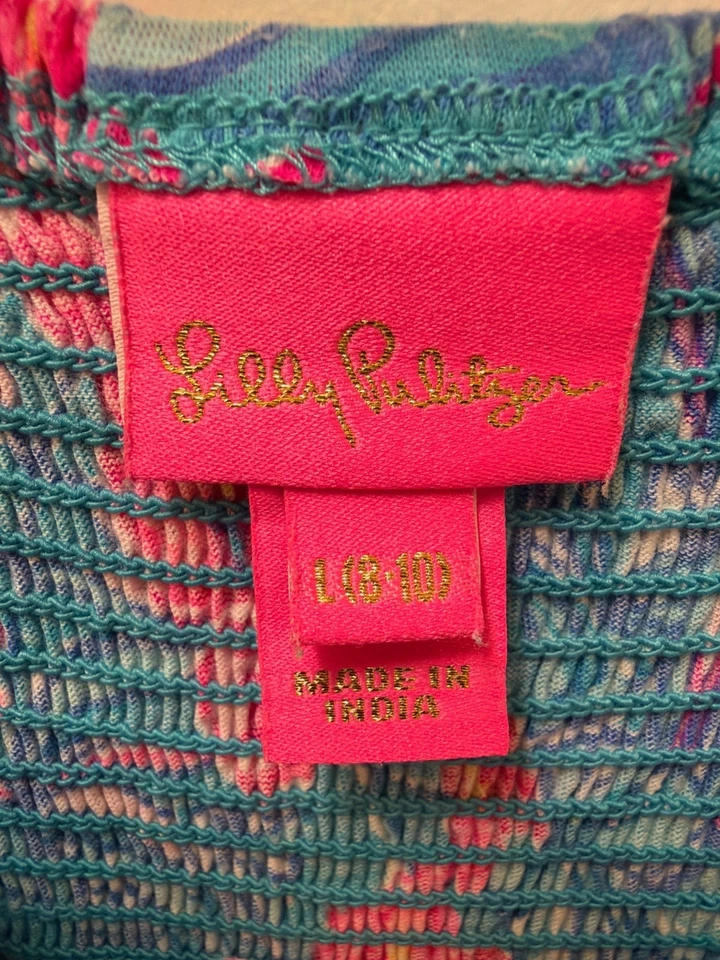 Lilly Pulitzer
L(8-10)
MADE IN
INDIA